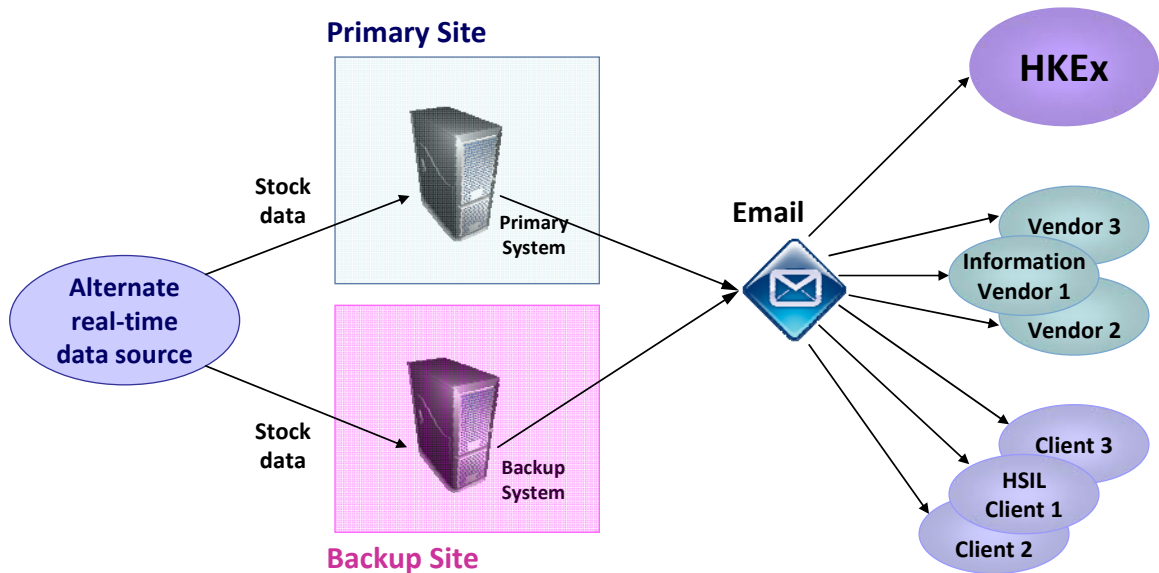 Primary Site
HKEx
Stock
data
Primary
System
Email
Vendor 3
Information
Vendor 1
Vendor 2
Alternate
real-time
data source
Stock
data
Backup
System
Client 3
HSIL
Client 1
Client 2
Backup Site